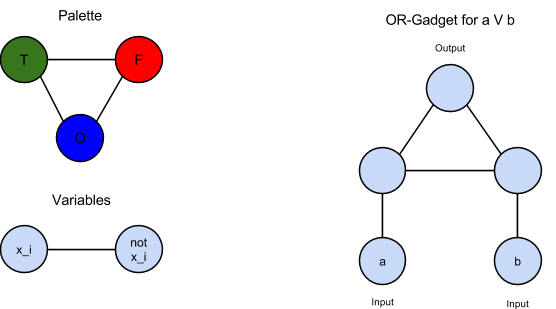 Palette
T
F
O
Variables
x_i
not
x_i
OR-Gadget for a V b
Output
a
b
Input
Input